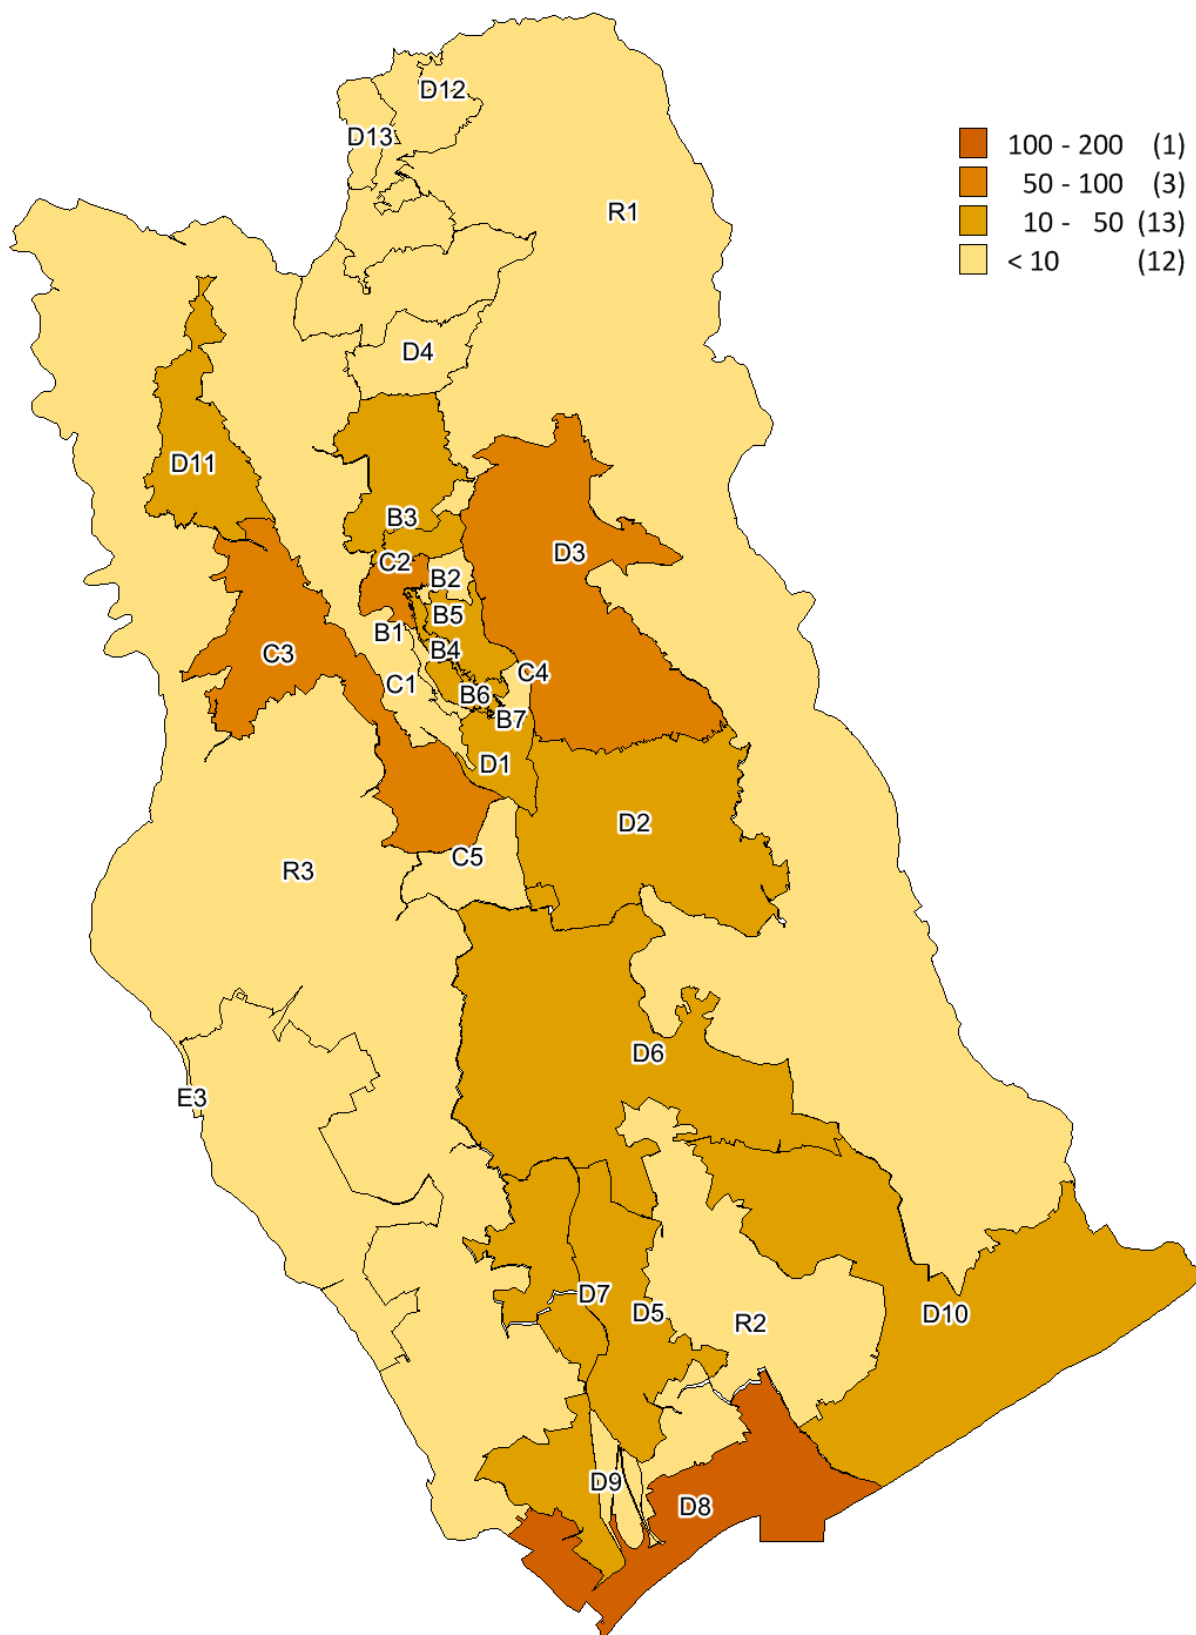 D12
D13
100 - 200 (1)
50 - 100 (3)
10 - 50 (13)
< 10 (12)
R1
D4
D11
B3
D3
C2
B2
B5
B1
B4
C3
C4
C1
B6
B7
D1
D2
C5
R3
D6
E3
D7
D5
D10
R2
D9
D8